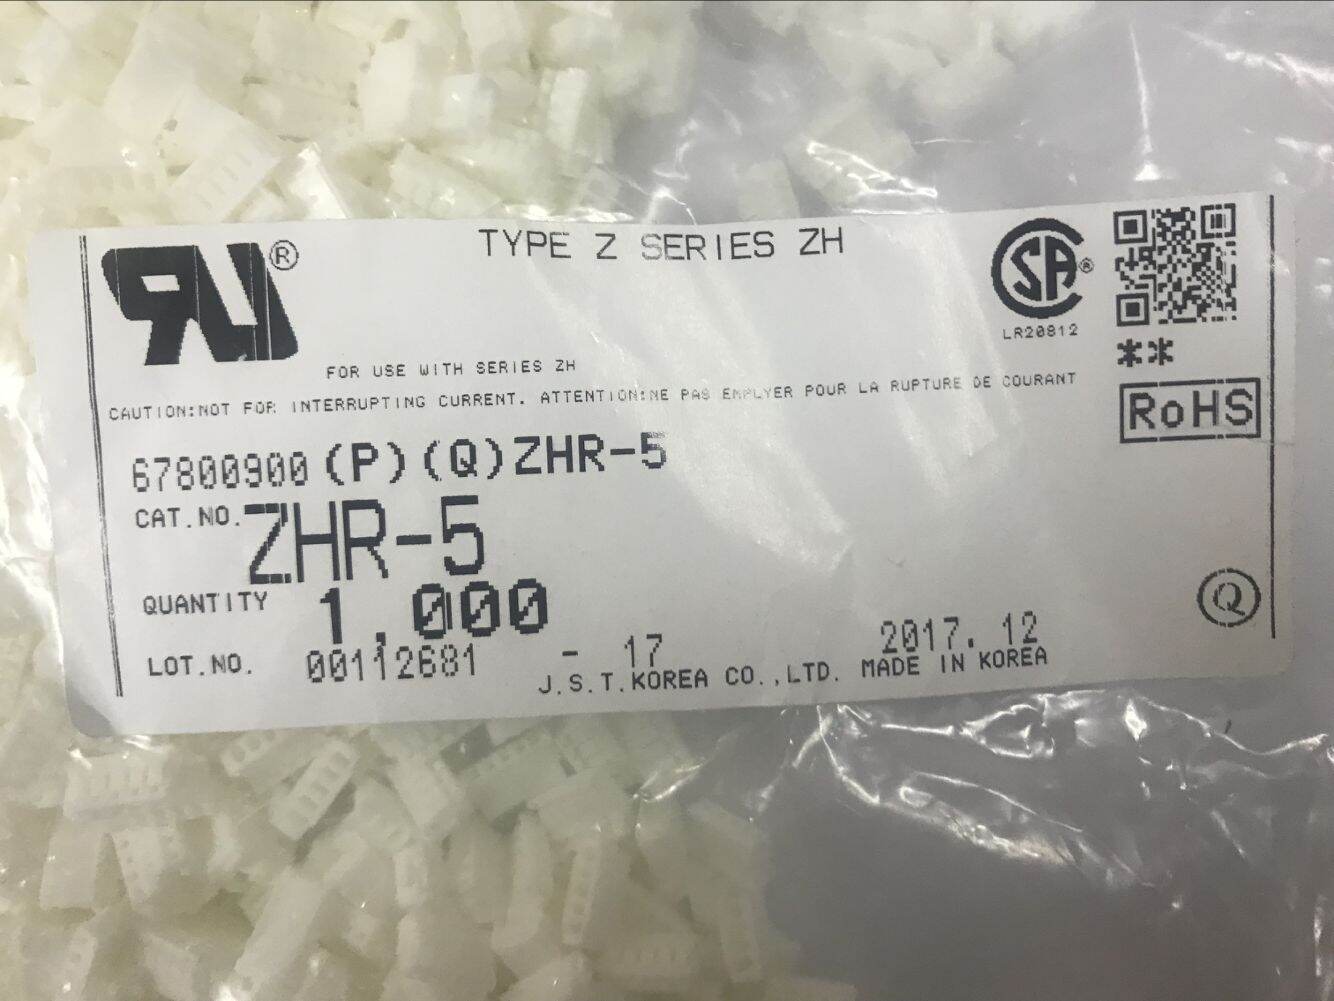 TYPE Z SERIES ZH
RU®
CSA®
LR20812
FOR USE WITH SERIES ZH
**
CAUTION:NOT FOR INTERRUPTING CURRENT. ATTENTION:NE PAS EMPLYER POUR LA RUPTURE DE COURANT
RoHS
67800900(P)(Q)ZHR-5
CAT.NO. ZHR-5
QUANTITY 1,000
Q
LOT.NO. 00112681 - 17 2017.12
J.S.T.KOREA CO.,LTD. MADE IN KOREA